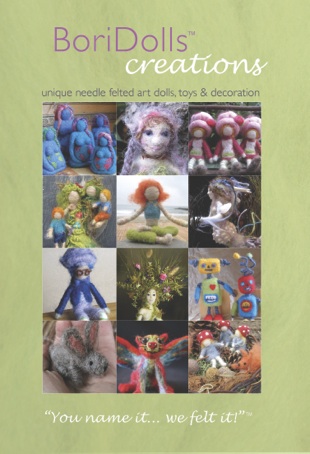 BoriDolls™
creations
unique needle felted art dolls, toys & decoration
"You name it... we felt it!"™